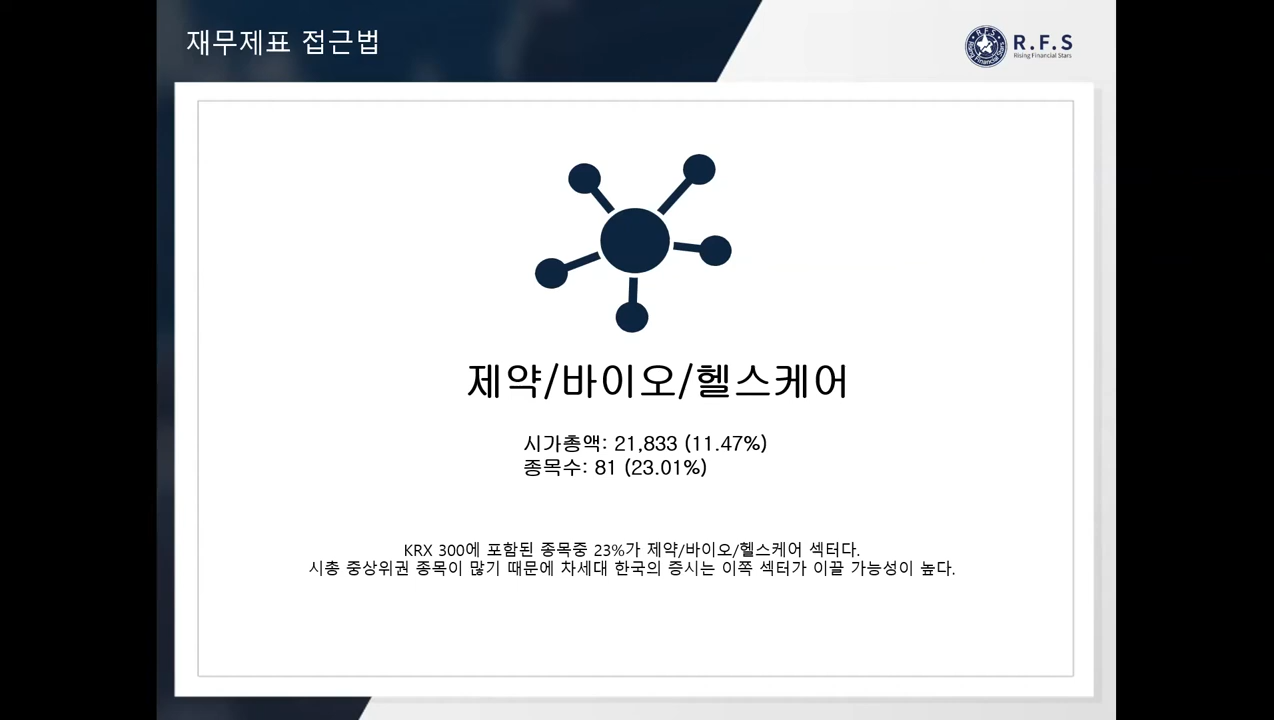 재무제표 접근법
R.F.S
Rising Financial Stars
제약/바이오/헬스케어
시가총액: 21,833 (11.47%)
종목수: 81 (23.01%)
KRX 300에 포함된 종목중 23%가 제약/바이오/헬스케어 섹터다.
시총 중상위권 종목이 많기 때문에 차세대 한국의 증시는 이쪽 섹터가 이끌 가능성이 높다.